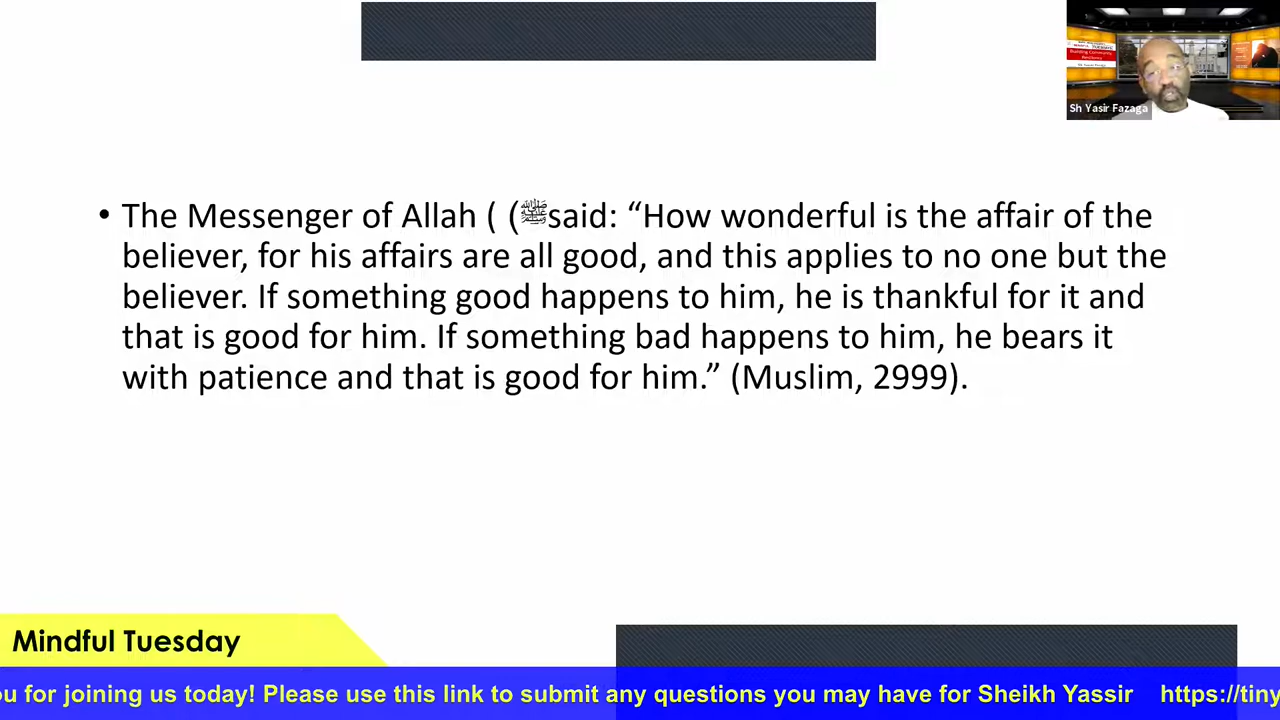 Sh Yasir Fazaga
• The Messenger of Allah ( (ﷺsaid: “How wonderful is the affair of the
believer, for his affairs are all good, and this applies to no one but the
believer. If something good happens to him, he is thankful for it and
that is good for him. If something bad happens to him, he bears it
with patience and that is good for him.” (Muslim, 2999).
Mindful Tuesday
ou for joining us today! Please use this link to submit any questions you may have for Sheikh Yassir https://tiny